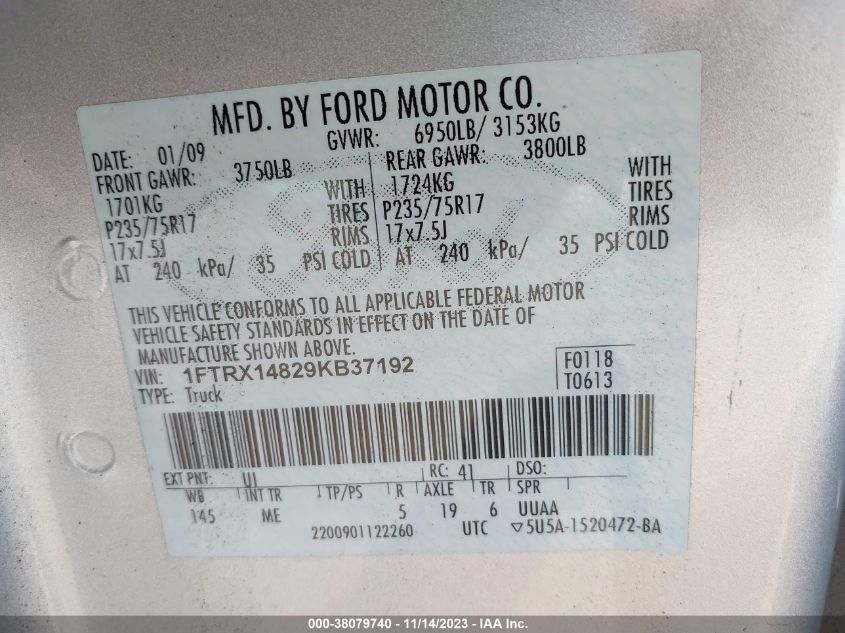 MFD. BY FORD MOTOR CO.
DATE: 01/09 GVWR: 6950LB/ 3153KG
FRONT GAWR: 3750LB REAR GAWR: 3800LB
1701KG WITH 1724KG WITH
P235/75R17 TIRES P235/75R17 TIRES
17x7.5J RIMS 17x7.5J RIMS
AT 240 kPa/ 35 PSI COLD AT 240 kPa/ 35 PSI COLD
THIS VEHICLE CONFORMS TO ALL APPLICABLE FEDERAL MOTOR
VEHICLE SAFETY STANDARDS IN EFFECT ON THE DATE OF
MANUFACTURE SHOWN ABOVE.
VIN: 1FTRX14829KB37192 F0118
TYPE: Truck T0613
EXT PNT: UJ RC: 41 DSO:
WB INT TR TP/PS R AXLE TR SPR
145 ME 5 19 6 UUAA
2200901122260 UTC ▽5U5A-1520472-BA
000-38079740 - 11/14/2023 - IAA Inc.